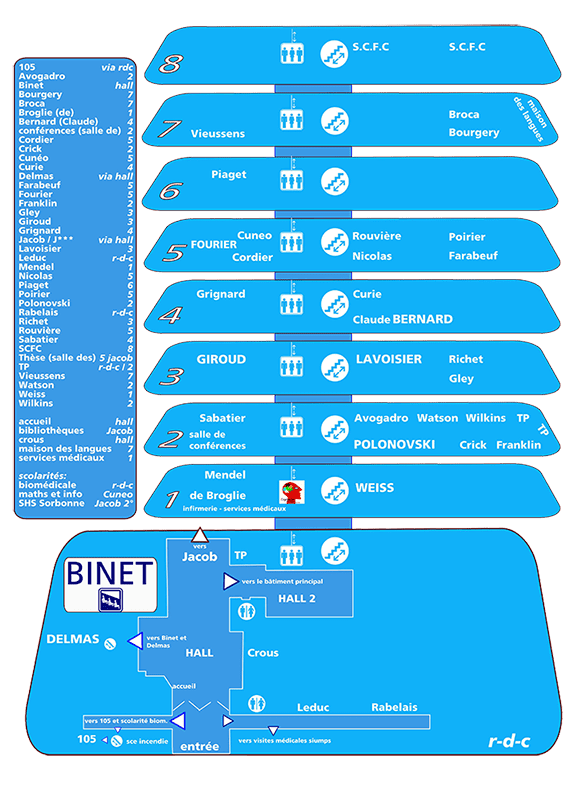 105 via rdc
Avogadro 2
Binet hall
Bourgery 7
Broca 7
Broglie (de) 1
Bernard (Claude) 4
conférences (salle de) 2
Cordier 5
Crick 2
Cunéo 5
Curie 4
Delmas via hall
Farabeuf 5
Fourier 5
Franklin 2
Gley 3
Giroud 3
Grignard 4
Jacob / J*** via hall
Lavoisier 3
Leduc r-d-c
Mendel 1
Nicolas 5
Piaget 6
Poirier 5
Polonovski 2
Rabelais r-d-c
Richet 3
Rouvière 5
Sabatier 4
SCFC 8
Thèse (salle des) 5 jacob
TP r-d-c / 2
Vieussens 7
Watson 2
Weiss 1
Wilkins 2
accueil hall
bibliothèques Jacob
crous hall
maison des langues 7
services médicaux 1
scolarités:
biomédicale r-d-c
maths et info Cuneo
SHS Sorbonne Jacob 2°
8 S.C.F.C S.C.F.C
7 Vieussens Broca
Bourgery
maison
des langues
6 Piaget
5 FOURIER Cuneo Rouvière Poirier
Cordier Nicolas Farabeuf
4 Grignard Curie
Claude BERNARD
3 GIROUD LAVOISIER Richet
Gley
2 Sabatier Avogadro Watson Wilkins TP
TP
salle de
conférences POLONOVSKI Crick Franklin
1 Mendel
de Broglie WEISS
infirmerie - services médicaux
vers
Jacob TP
BINET
vers le bâtiment principal
HALL 2
DELMAS
vers Binet et
Delmas
HALL Crous
accueil
Leduc Rabelais
vers 105 et scolarité biom.
105 sce incendie
entrée
vers visites médicales siumps
r-d-c